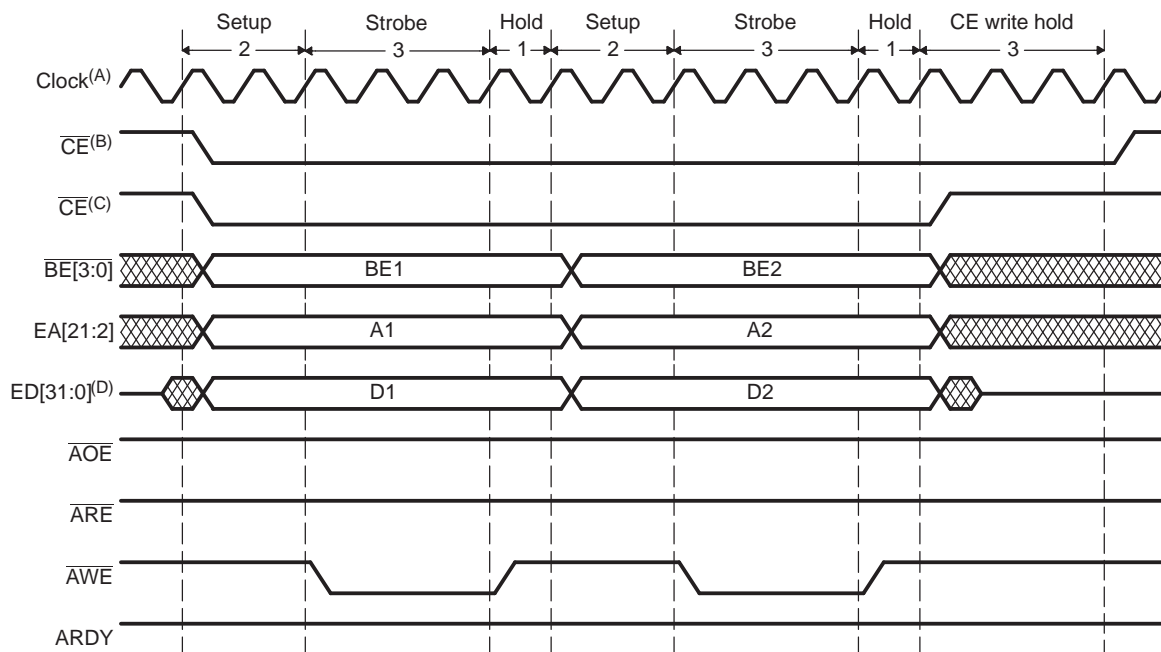 Setup Strobe Hold Setup Strobe Hold CE write hold
2 3 1 2 3 1 3
Clock(A)
CE(B)
CE(C)
BE[3:0] BE1 BE2
EA[21:2] A1 A2
ED[31:0](D) D1 D2
AOE
ARE
AWE
ARDY